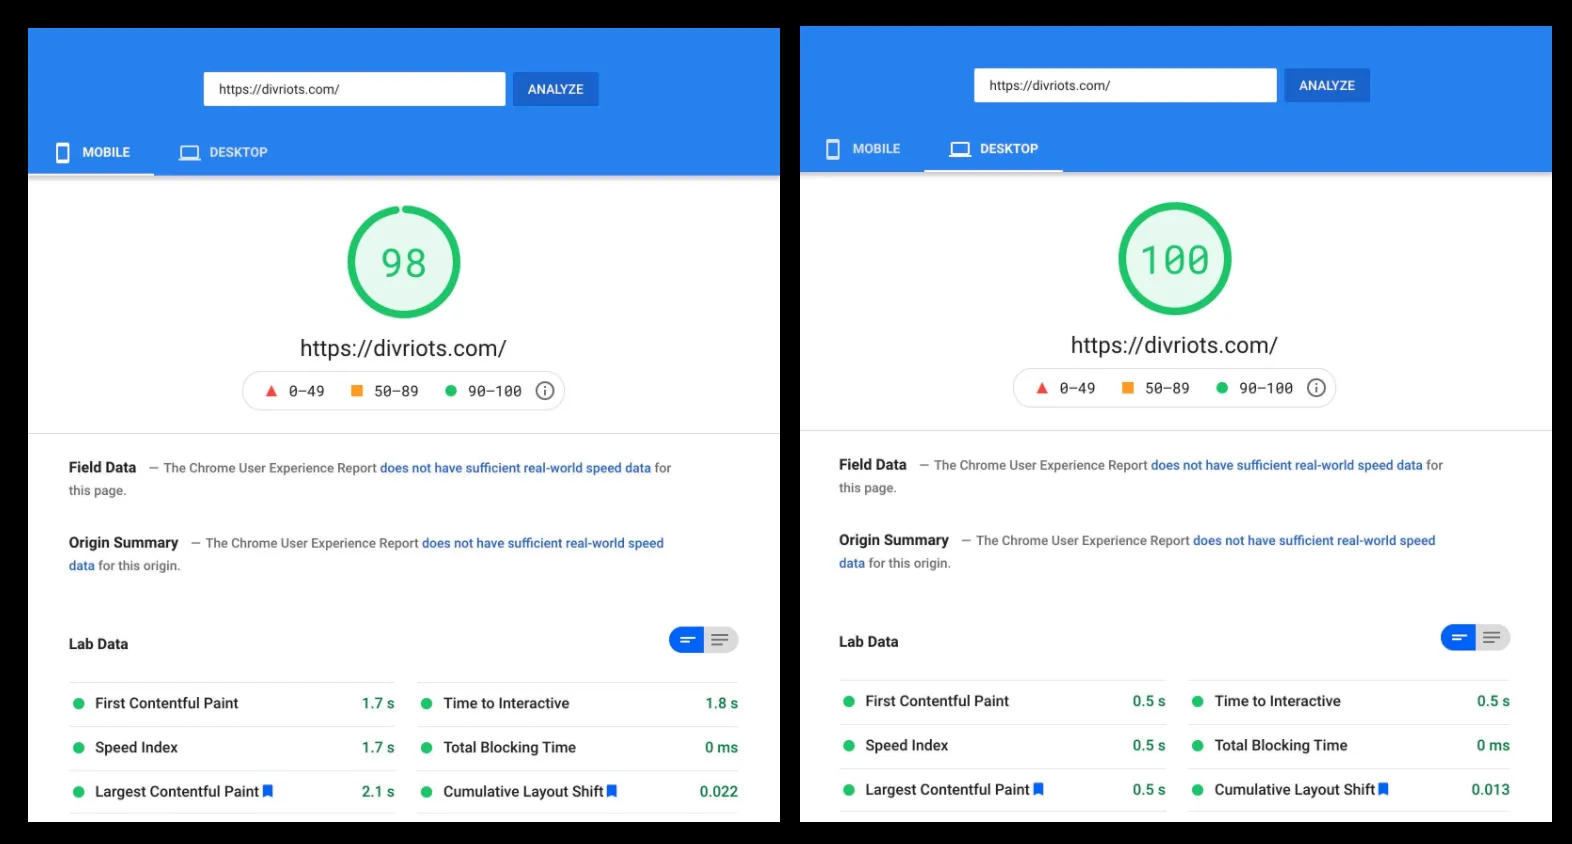 https://divriots.com/
ANALYZE
MOBILE
DESKTOP
98
https://divriots.com/
0–49
50–89
90–100
Field Data — The Chrome User Experience Report does not have sufficient real-world speed data for
this page.
Origin Summary — The Chrome User Experience Report does not have sufficient real-world speed
data for this origin.
Lab Data
First Contentful Paint 1.7 s
Time to Interactive 1.8 s
Speed Index 1.7 s
Total Blocking Time 0 ms
Largest Contentful Paint 2.1 s
Cumulative Layout Shift 0.022
https://divriots.com/
ANALYZE
MOBILE
DESKTOP
100
https://divriots.com/
0–49
50–89
90–100
Field Data — The Chrome User Experience Report does not have sufficient real-world speed data for
this page.
Origin Summary — The Chrome User Experience Report does not have sufficient real-world speed
data for this origin.
Lab Data
First Contentful Paint 0.5 s
Time to Interactive 0.5 s
Speed Index 0.5 s
Total Blocking Time 0 ms
Largest Contentful Paint 0.5 s
Cumulative Layout Shift 0.013